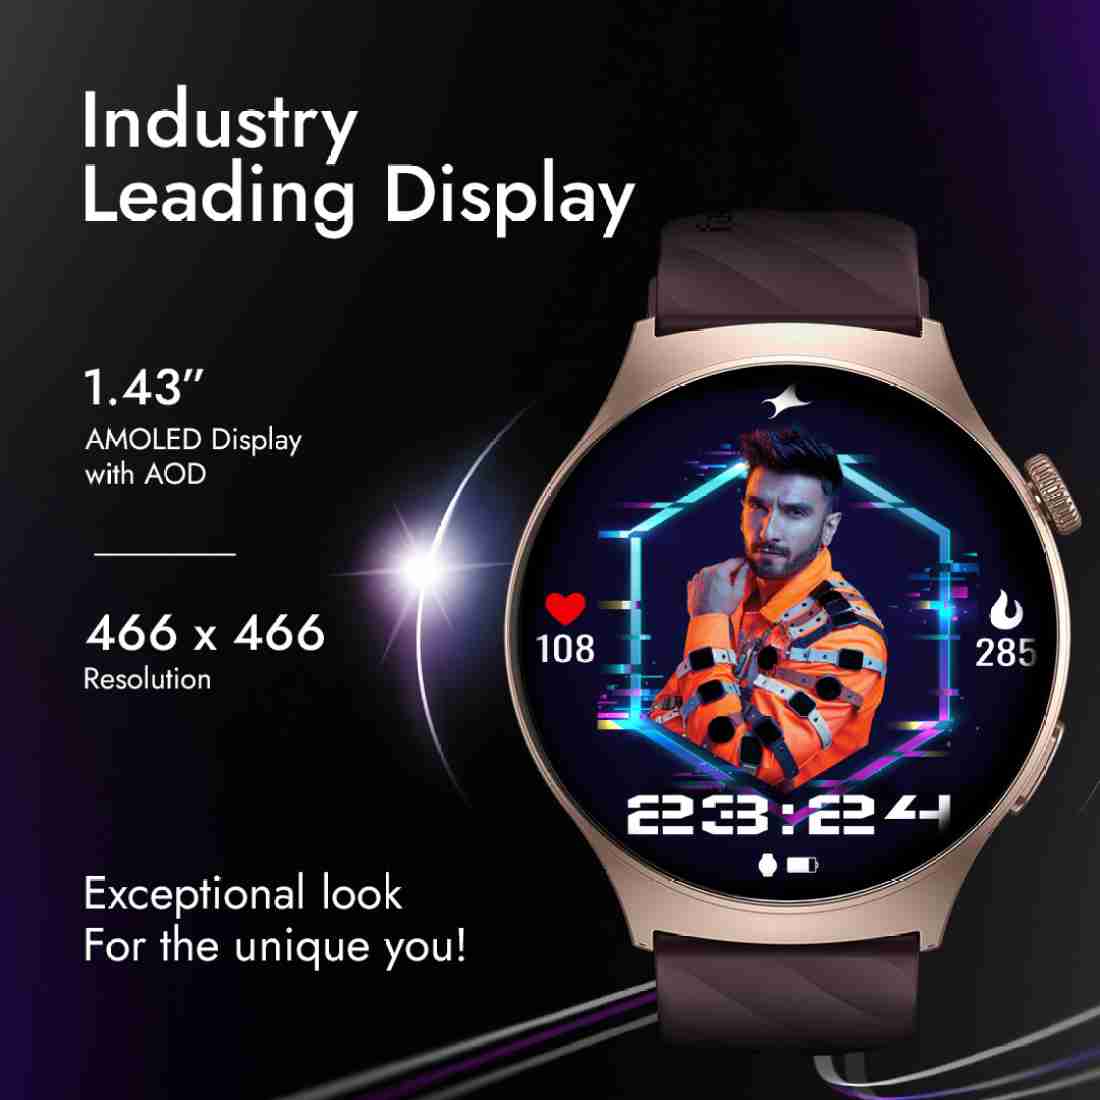 Industry
Leading Display
1.43”
AMOLED Display
with AOD
466 x 466
Resolution
108
285
23:24
Exceptional look
For the unique you!